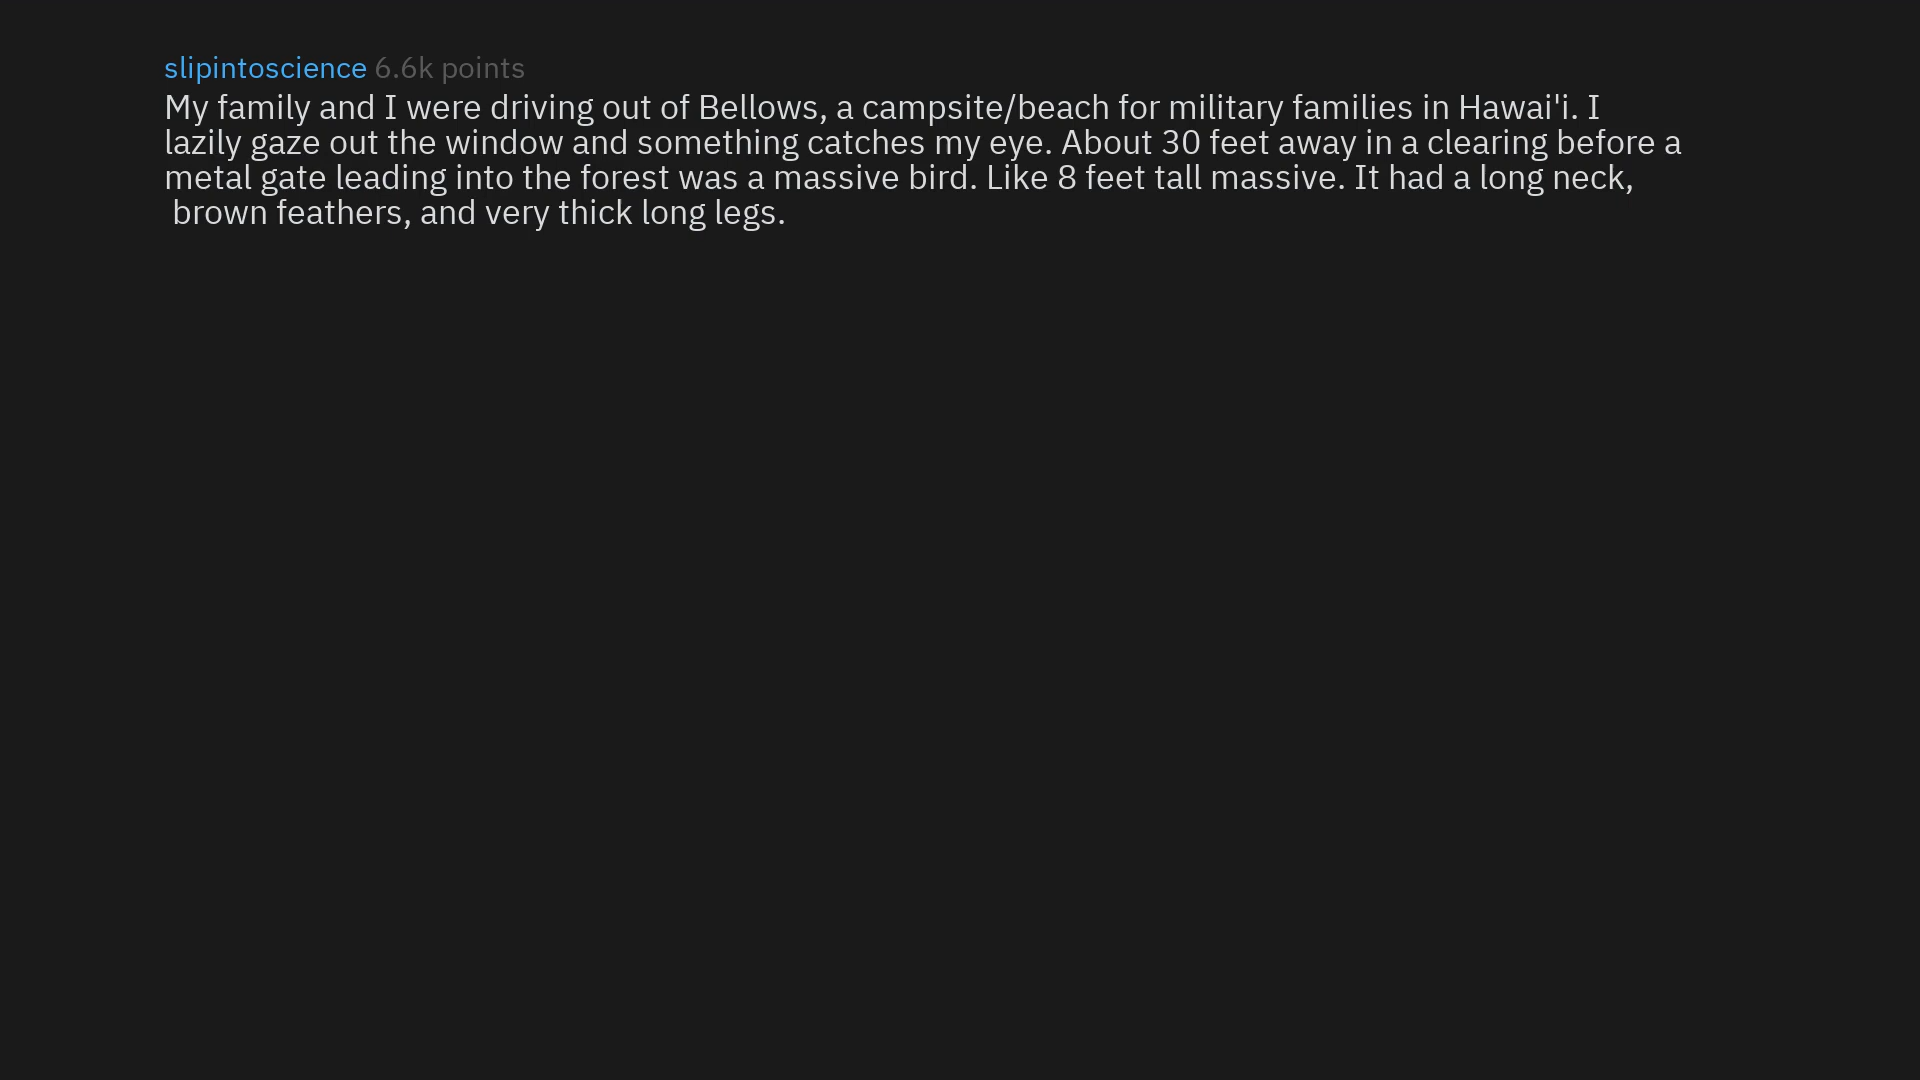 slipintoscience 6.6k points
My family and I were driving out of Bellows, a campsite/beach for military families in Hawai'i. I
lazily gaze out the window and something catches my eye. About 30 feet away in a clearing before a
metal gate leading into the forest was a massive bird. Like 8 feet tall massive. It had a long neck,
brown feathers, and very thick long legs.